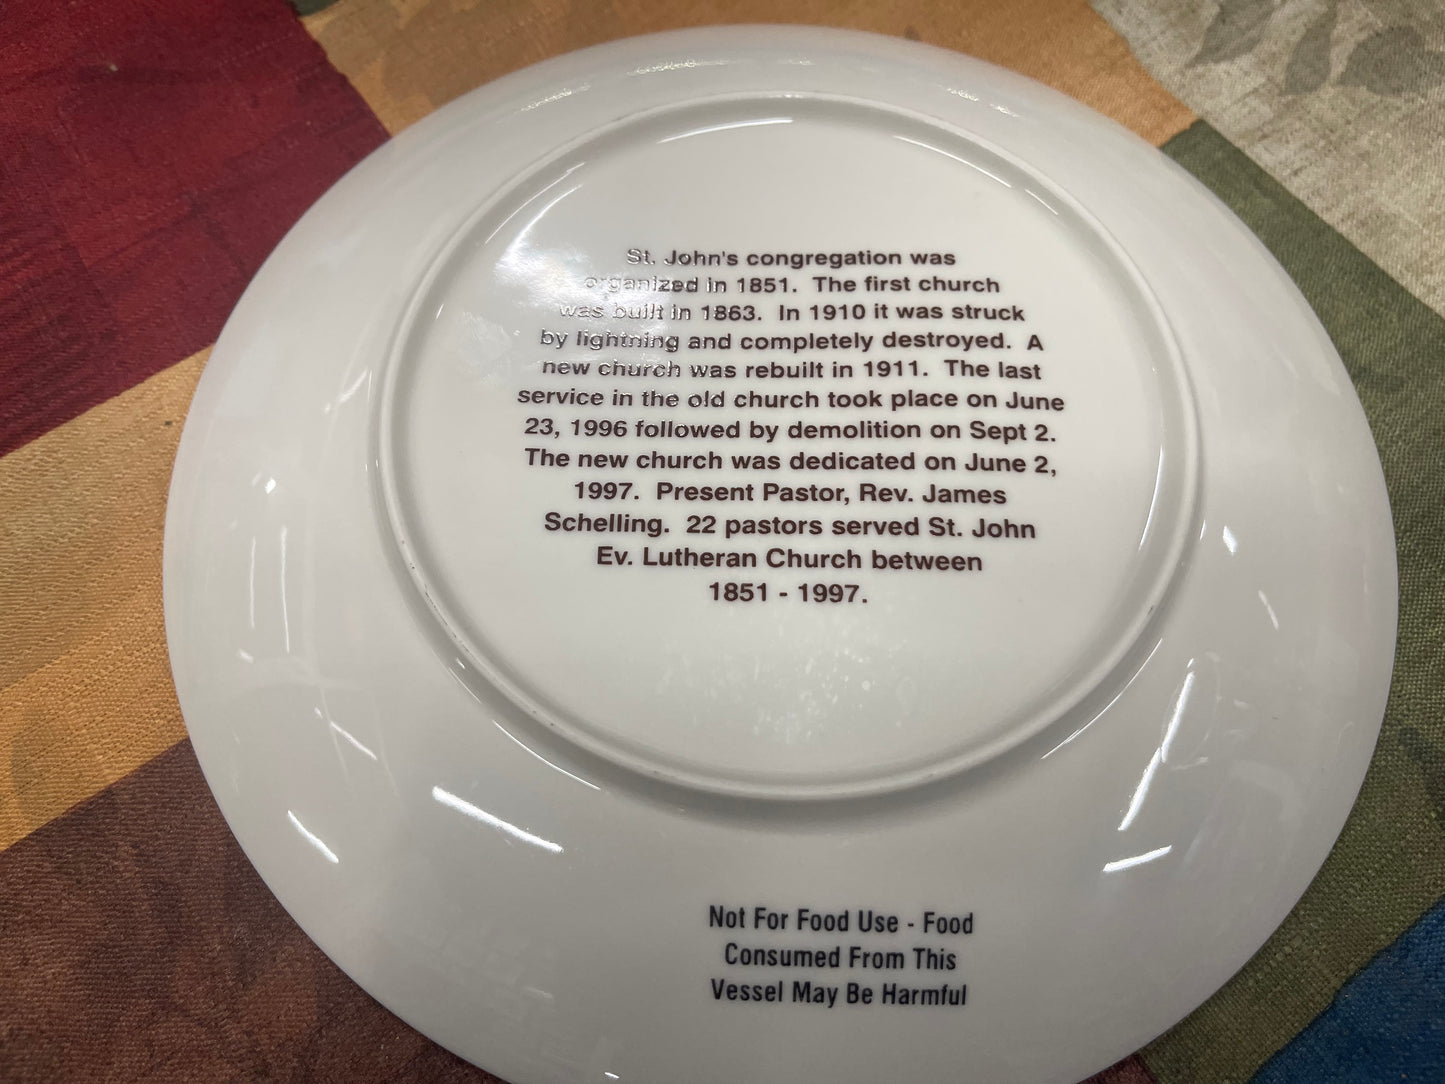 St. John's congregation was
organized in 1851. The first church
was built in 1863. In 1910 it was struck
by lightning and completely destroyed. A
new church was rebuilt in 1911. The last
service in the old church took place on June
23, 1996 followed by demolition on Sept 2.
The new church was dedicated on June 2,
1997. Present Pastor, Rev. James
Schelling. 22 pastors served St. John
Ev. Lutheran Church between
1851 - 1997.
Not For Food Use - Food
Consumed From This
Vessel May Be Harmful